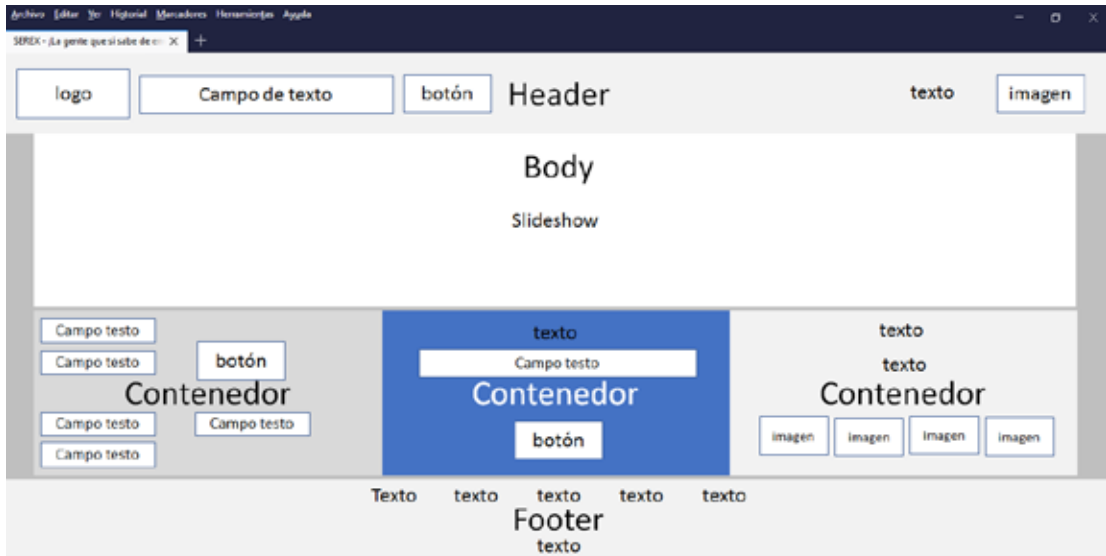 Archivo Editar Ver Historial Marcadores Herramientas Ayuda
SEREX - ¡La gente que si sabe de e
logo Campo de texto botón Header texto imagen
Body
Slideshow
Campo testo texto texto
Campo testo botón Campo testo texto
Contenedor Contenedor Contenedor
Campo testo Campo testo botón imagen imagen imagen imagen
Campo testo
Texto texto texto texto texto
Footer
texto